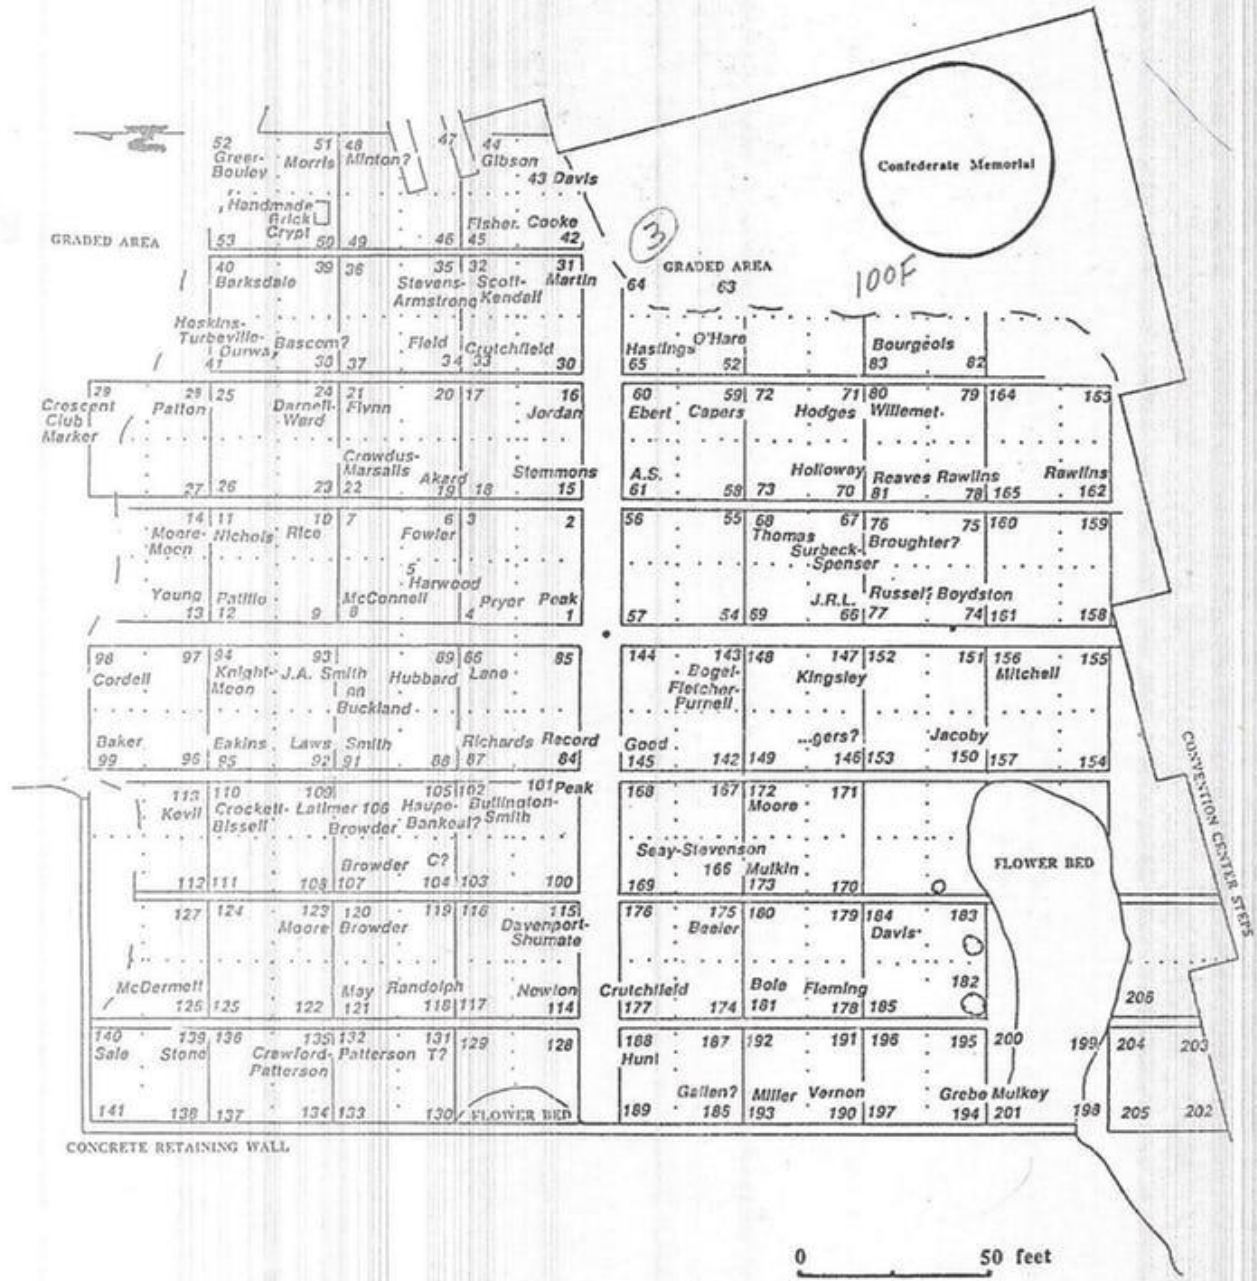 Confederate Memorial
52 51 48 47 44
Greer- Morris Minton? Gibson
Bouley
43 Davis
Handmade
Brick
Crypt
Fisher Cooke
53 50 49 46 45 42
GRADED AREA
3
GRADED AREA
100F
40 39 36 35 32 31
Barksdale Stevens- Scott- Martin
Armstrong Kendall
64 63
Hoskins-
Turbeville-
Bascom? Field Crutchfield
41 38 37 34 33 30
O'Hare
Hastings Bourgeois
65 62 83 82
29 28 25 24 21 20 17 16
Crescent Patton Darnell- Flynn Jordan
Club Ward
Marker
Crowdus-
Marsalis Akard Stemmons
27 26 23 22 19 18 15
60 59 72 71 80 79 164 163
Ebert Capers Hodges Willemet
A.S. Holloway Reaves Rawlins Rawlins
61 58 73 70 81 78 165 162
14 11 10 7 6 3 2
Moore- Nichols Rice Fowler
Moon
5
Harwood
Young Patillo McConnell Pryor Peak
13 12 9 8 4 1
56 55 68 67 76 75 160 159
Thomas Broughter?
Surbeck-
Spenser
J.R.L. Russel? Boydston
57 54 69 66 77 74 161 158
98 97 94 93 89 86 85
Cordell Knight- J.A. Smith Hubbard Lane
Moon
90
Buckland
Baker Eakins Laws Smith Richards Record
99 96 95 92 91 88 87 84
144 143 148 147 152 151 156 155
Bogel- Kingsley Mitchell
Fletcher-
Purnell
Good ...gers? Jacoby
145 142 149 146 153 150 157 154
CONVENTION CENTER STEPS
113 110 109 106 105 102 101 Peak
Kevil Crockett- Latimer Haupe- Bullington-
Bissell Browder Bankeal? Smith
Browder C?
112 111 108 107 104 103 100
168 167 172 171
Moore
Seay-Stevenson
166 Mulkin
169 173 170
FLOWER BED
127 124 123 120 119 116 115
Moore Browder Davenport-
Shumate
McDermett May Randolph Newton
126 125 122 121 118 117 114
176 175 180 179 184 183
Beeler Davis
182
Crutchfield Bole Fleming
177 174 181 178 185
206
140 139 136 135 132 131 129 128
Sale Stone Crawford- Patterson T?
Patterson
141 138 137 134 133 130 FLOWER BED
188 187 192 191 196 195 200 199 204 203
Hunt
Gallen? Miller Vernon Grebe Mulkey
189 186 193 190 197 194 201 198 205 202
CONCRETE RETAINING WALL
0 50 feet